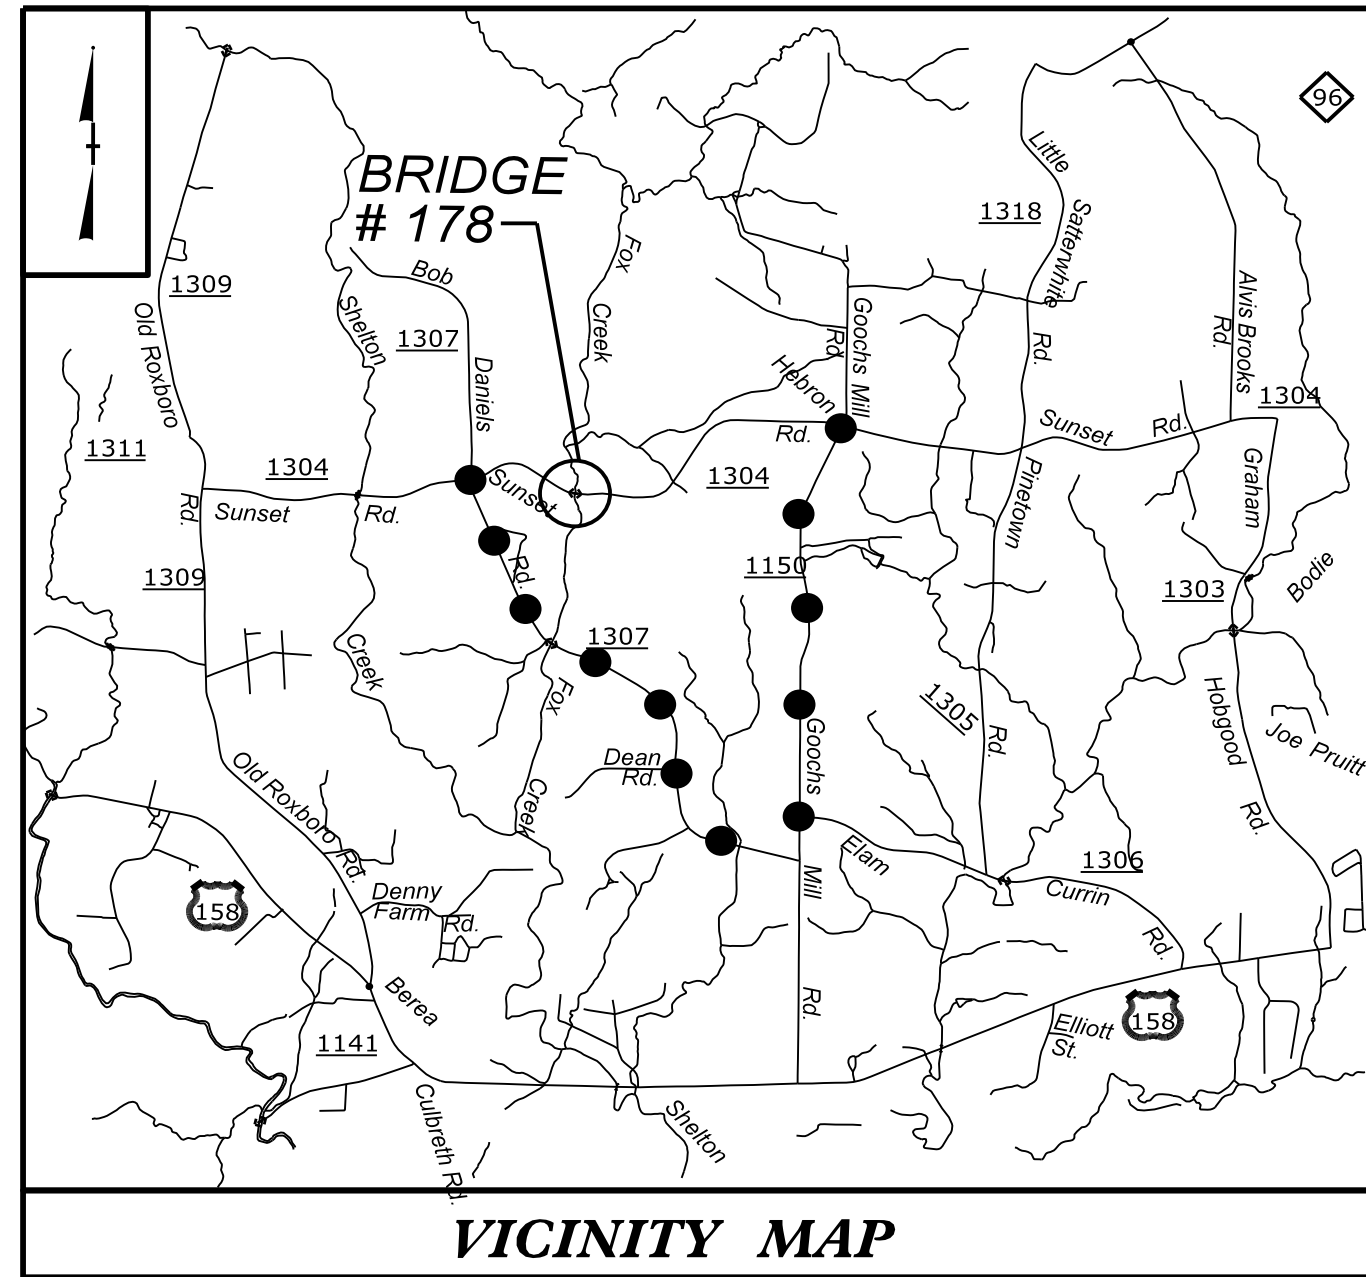 96
BRIDGE
# 178
Little
Satterwhite
Rd.
1318
Fox
Creek
Bob
Daniels
Rd.
1309
Old Roxboro
Rd.
Shelton
Creek
1307
Goochs Mill
Rd
Hebron
Rd.
Alvis Brooks
Rd.
1304
1311
1304
Sunset
Rd.
Sunset
1304
Sunset
Rd.
Pinetown
Rd.
Graham
1309
1150
1303
Bodie
1307
Fox
Creek
Dean
Rd.
Goochs
Mill
Rd.
1305
Hobgood
Rd.
Joe Pruitt
Old Roxboro
Rd.
Elam
Currin
Rd.
1306
158
Denny
Farm
Rd.
Berea
1141
Culbreth Rd.
Shelton
Elliott
St.
158
VICINITY MAP